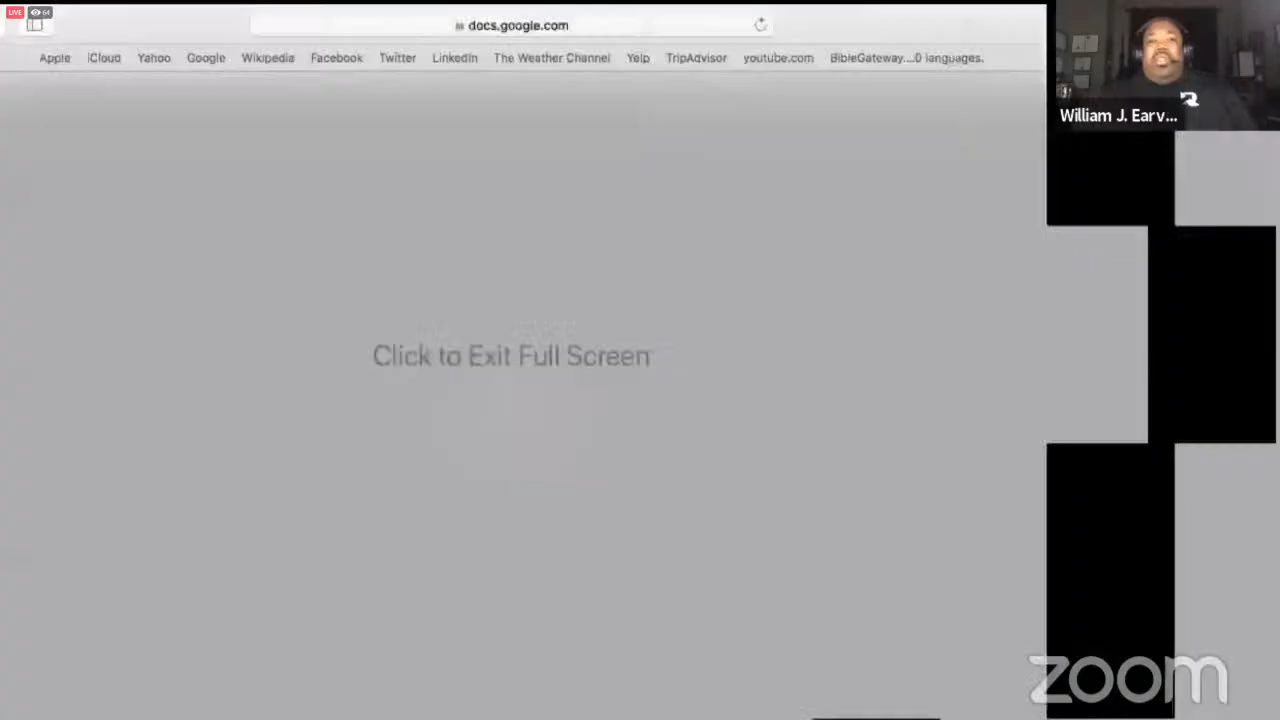 LIVE 64
docs.google.com
Apple iCloud Yahoo Google Wikipedia Facebook Twitter LinkedIn The Weather Channel Yelp TripAdvisor youtube.com BibleGateway....0 languages.
William J. Earv...
Click to Exit Full Screen
zoom